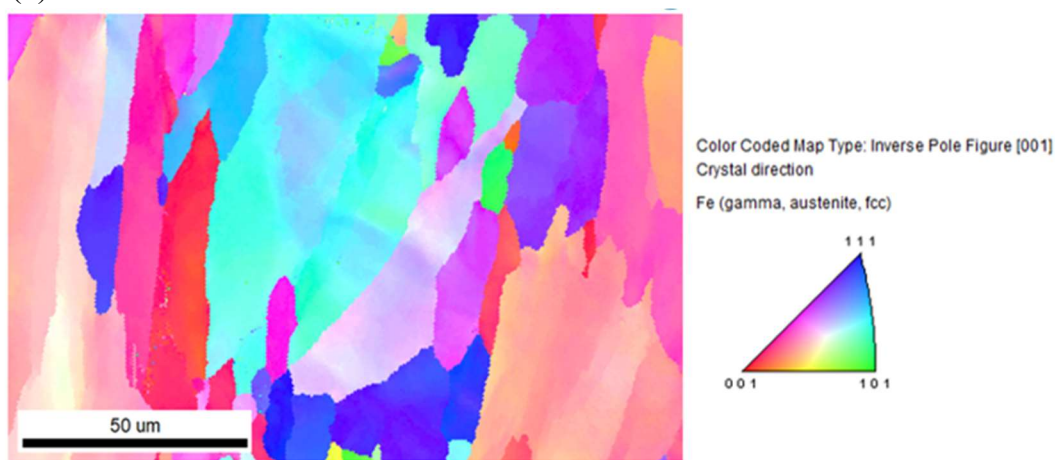 Color Coded Map Type: Inverse Pole Figure [001]
Crystal direction
Fe (gamma, austenite, fcc)
1 1 1
0 0 1
1 0 1
50 um